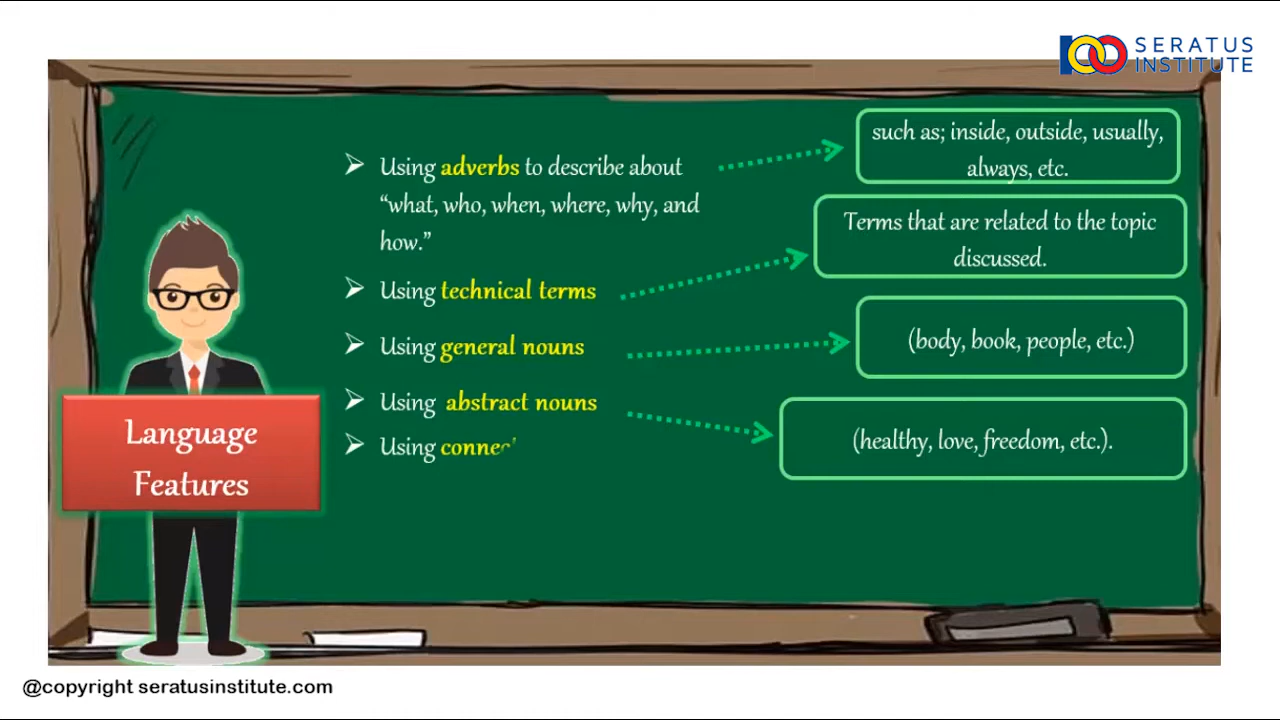 SERATUS
INSTITUTE
Using adverbs to describe about
“what, who, when, where, why, and
how.”
such as; inside, outside, usually,
always, etc.
Using technical terms
Terms that are related to the topic
discussed.
Using general nouns
(body, book, people, etc.)
Using abstract nouns
(healthy, love, freedom, etc.).
Using
Language
Features
@copyright seratusinstitute.com